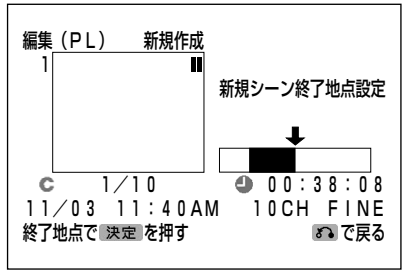 編集（PL） 新規作成
1
新規シーン終了地点設定
C 1／10 00：38：08
11／03 11：40AM 10CH FINE
終了地点で 決定 を押す で戻る